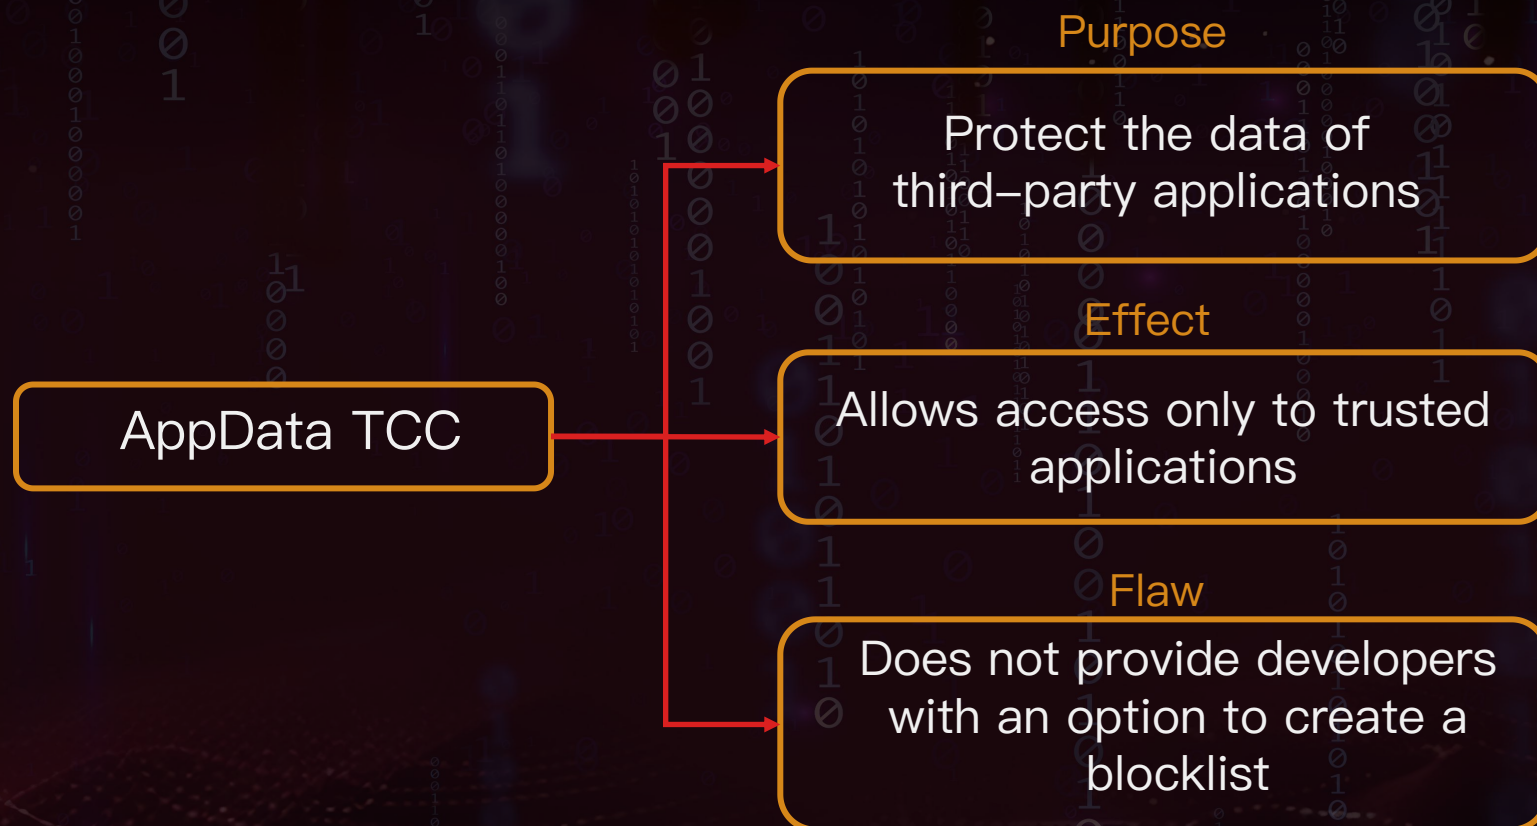 Purpose
Protect the data of
third-party applications
Effect
AppData TCC
Allows access only to trusted
applications
Flaw
Does not provide developers
with an option to create a
blocklist